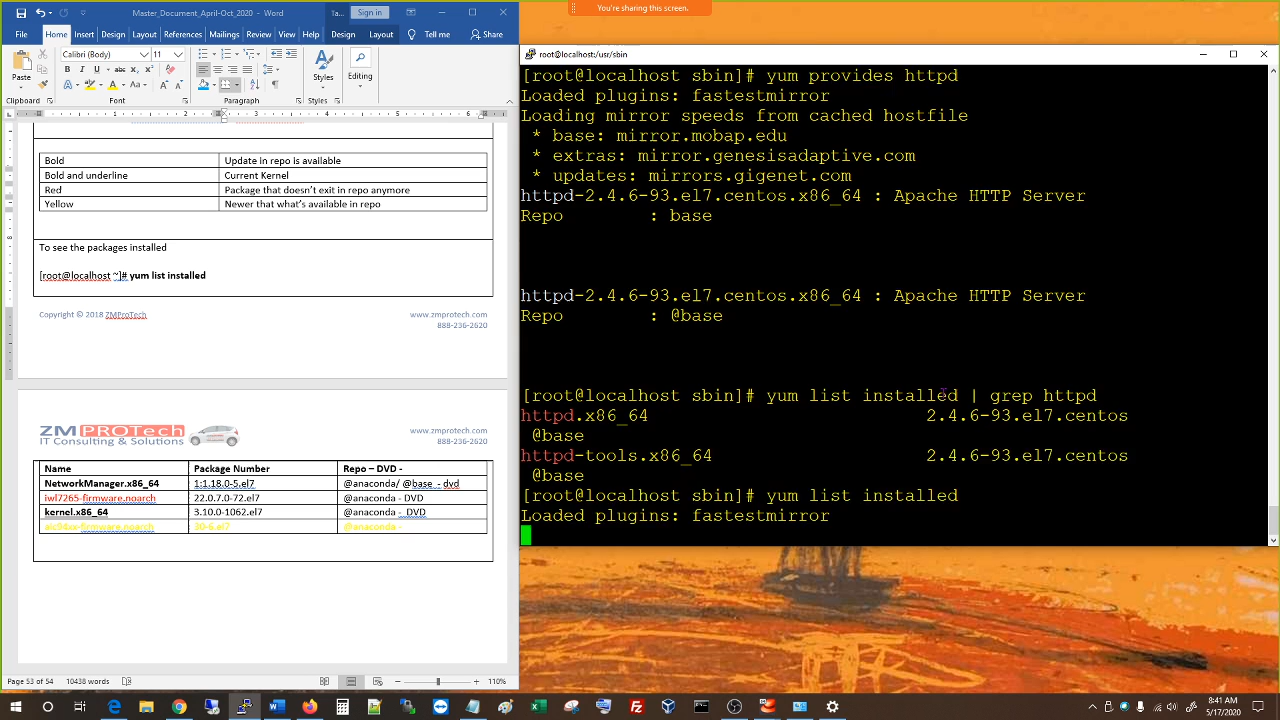 Master_Document_April-Oct_2020 - Word
Ta...
Sign in
You're sharing this screen.
File
Home
Insert
Design
Layout
References
Mailings
Review
View
Help
Design
Layout
Tell me
Share
Calibri (Body)
11
Paste
Styles
Editing
Clipboard
Font
Paragraph
Styles
Bold Update in repo is available
Bold and underline Current Kernel
Red Package that doesn't exit in repo anymore
Yellow Newer that what's available in repo
To see the packages installed
[root@localhost ~]# yum list installed
Copyright © 2018 ZMProTech
www.zmprotech.com
888-236-2620
ZMPROTech
IT Consulting & Solutions
www.zmprotech.com
888-236-2620
Name Package Number Repo – DVD -
NetworkManager.x86_64 1:1.18.0-5.el7 @anaconda/ @base - dvd
iwl7265-firmware.noarch 22.0.7.0-72.el7 @anaconda - DVD
kernel.x86_64 3.10.0-1062.el7 @anaconda - DVD
aic94xx-firmware.noarch 30-6.el7 @anaconda -
Page 53 of 54 10438 words
110%
root@localhost:/usr/sbin
[root@localhost sbin]# yum provides httpd
Loaded plugins: fastestmirror
Loading mirror speeds from cached hostfile
* base: mirror.mobap.edu
* extras: mirror.genesisadaptive.com
* updates: mirrors.gigenet.com
httpd-2.4.6-93.el7.centos.x86_64 : Apache HTTP Server
Repo : base
httpd-2.4.6-93.el7.centos.x86_64 : Apache HTTP Server
Repo : @base
[root@localhost sbin]# yum list installed | grep httpd
httpd.x86_64 2.4.6-93.el7.centos
@base
httpd-tools.x86_64 2.4.6-93.el7.centos
@base
[root@localhost sbin]# yum list installed
Loaded plugins: fastestmirror
8:41 AM
5/17/2020